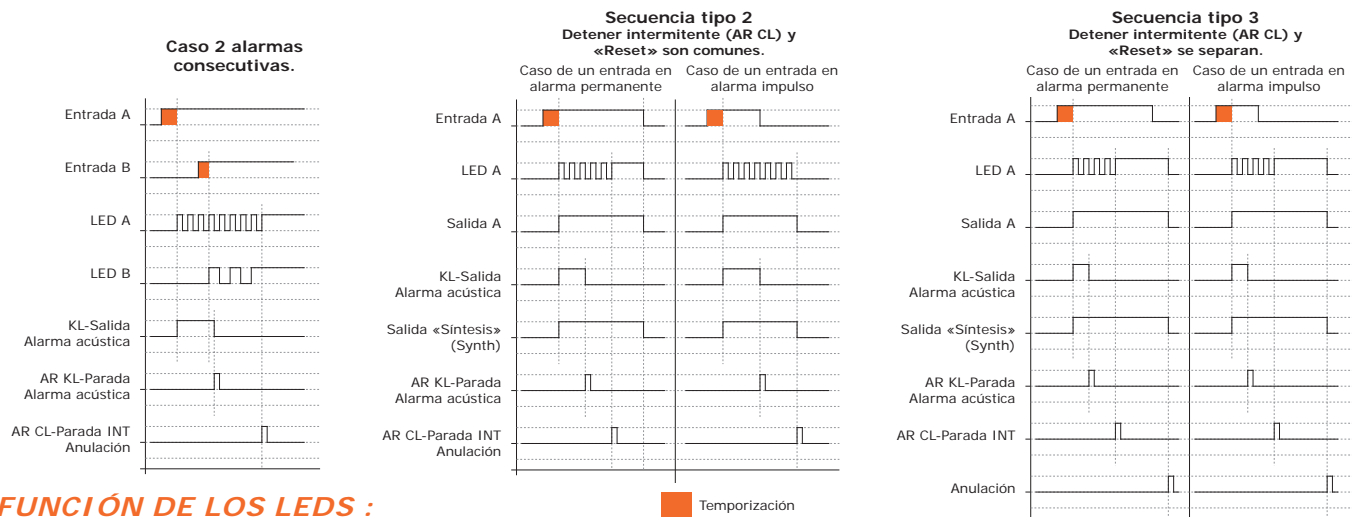 Caso 2 alarmas
consecutivas.
Entrada A
Entrada B
LED A
LED B
KL-Salida
Alarma acústica
AR KL-Parada
Alarma acústica
AR CL-Parada INT
Anulación
Secuencia tipo 2
Detener intermitente (AR CL) y
«Reset» son comunes.
Caso de un entrada en
alarma permanente
Caso de un entrada en
alarma impulso
Entrada A
LED A
Salida A
KL-Salida
Alarma acústica
Salida «Síntesis»
(Synth)
AR KL-Parada
Alarma acústica
AR CL-Parada INT
Anulación
Secuencia tipo 3
Detener intermitente (AR CL) y
«Reset» se separan.
Caso de un entrada en
alarma permanente
Caso de un entrada en
alarma impulso
Entrada A
LED A
Salida A
KL-Salida
Alarma acústica
Salida «Síntesis»
(Synth)
AR KL-Parada
Alarma acústica
AR CL-Parada INT
Anulación
FUNCIÓN DE LOS LEDS :
Temporización